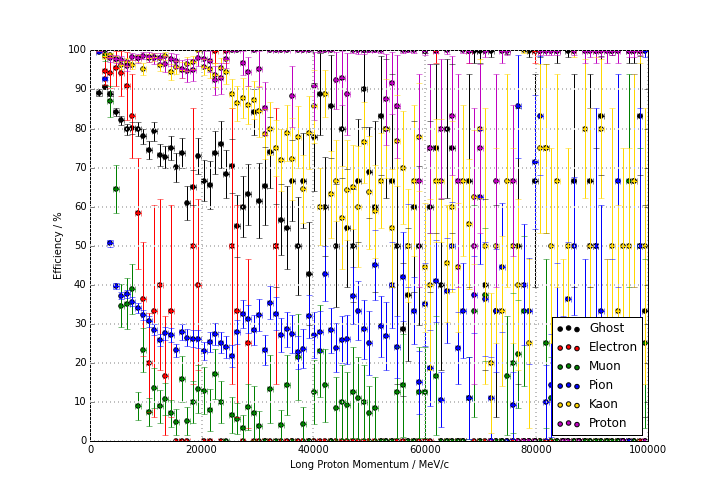 100
90
80
70
60
50
40
30
20
10
0
Efficiency / %
0
20000
40000
60000
80000
100000
Long Proton Momentum / MeV/c
Ghost
Electron
Muon
Pion
Kaon
Proton